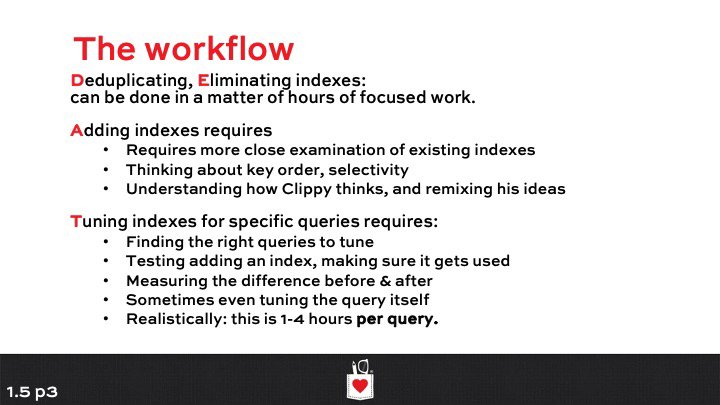 The workflow
Deduplicating, Eliminating indexes:
can be done in a matter of hours of focused work.
Adding indexes requires
• Requires more close examination of existing indexes
• Thinking about key order, selectivity
• Understanding how Clippy thinks, and remixing his ideas
Tuning indexes for specific queries requires:
• Finding the right queries to tune
• Testing adding an index, making sure it gets used
• Measuring the difference before & after
• Sometimes even tuning the query itself
• Realistically: this is 1-4 hours per query.
1.5 p3